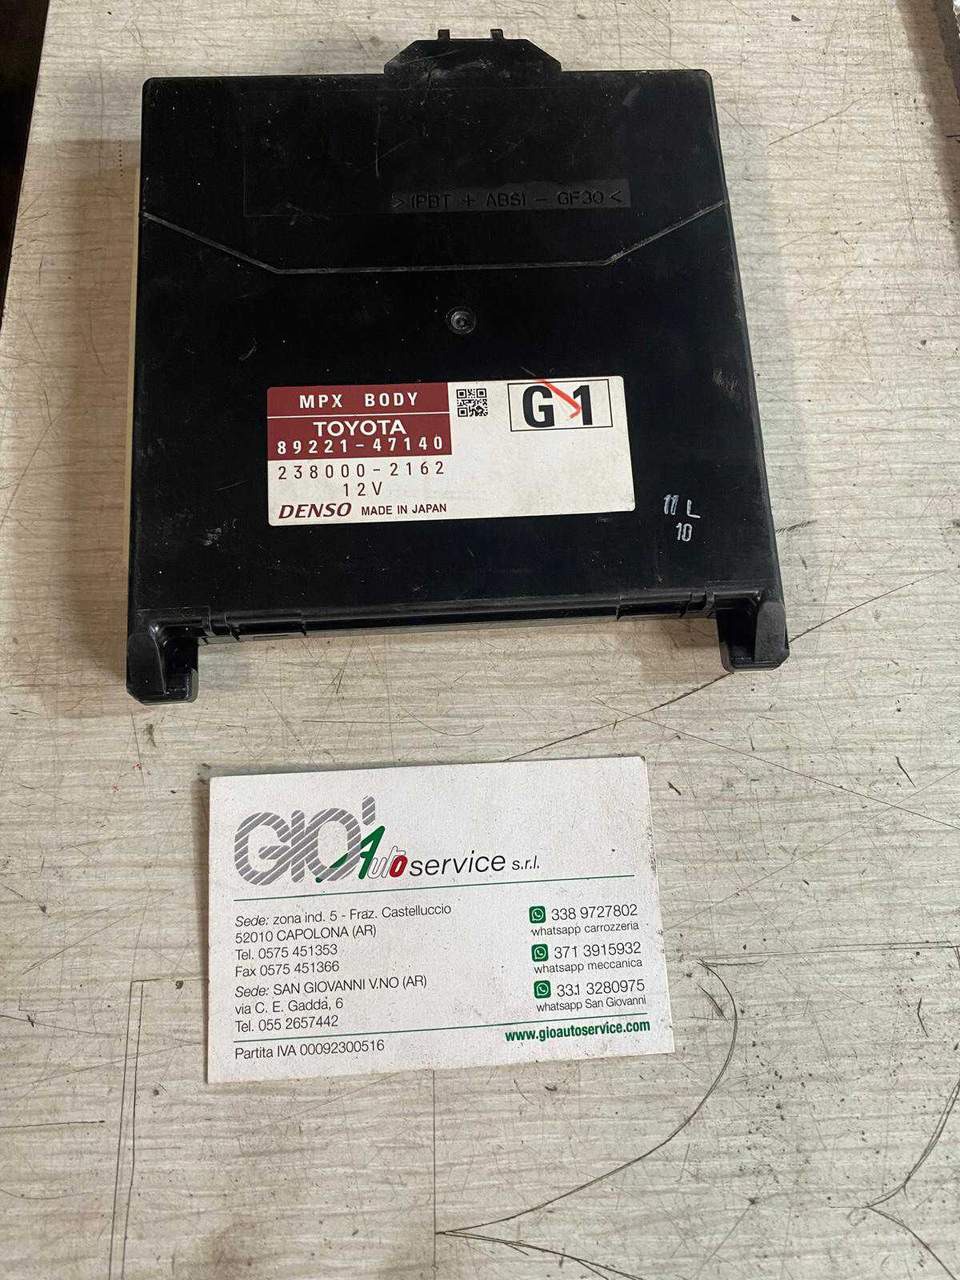 >(PBT + ABS) - GF30<
MPX BODY
TOYOTA
89221-47140
238000-2162
12V
DENSO MADE IN JAPAN
G 1
11 L
10
GIO' Auto service s.r.l.
Sede: zona ind. 5 - Fraz. Castelluccio
52010 CAPOLONA (AR)
Tel. 0575 451353
Fax 0575 451366
Sede: SAN GIOVANNI V.NO (AR)
via C. E. Gadda, 6
Tel. 055 2657442
Partita IVA 00092300516
338 9727802
whatsapp carrozzeria
371 3915932
whatsapp meccanica
331 3280975
whatsapp San Giovanni
www.gioautoservice.com